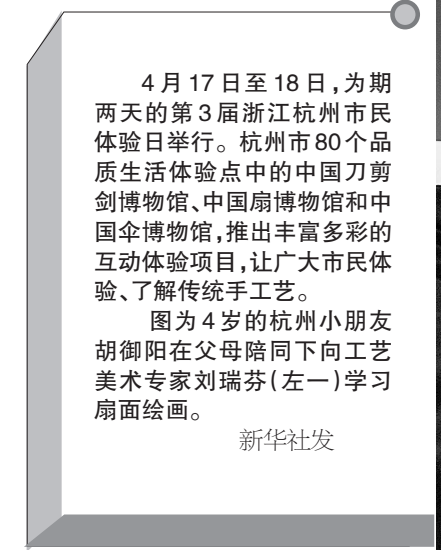 4月17日至18日,为期
两天的第3届浙江杭州市民
体验日举行。杭州市80个品
质生活体验点中的中国刀剪
剑博物馆、中国扇博物馆和中
国伞博物馆,推出丰富多彩的
互动体验项目,让广大市民体
验、了解传统手工艺。
图为4岁的杭州小朋友
胡御阳在父母陪同下向工艺
美术专家刘瑞芬(左一)学习
扇面绘画。
新华社发